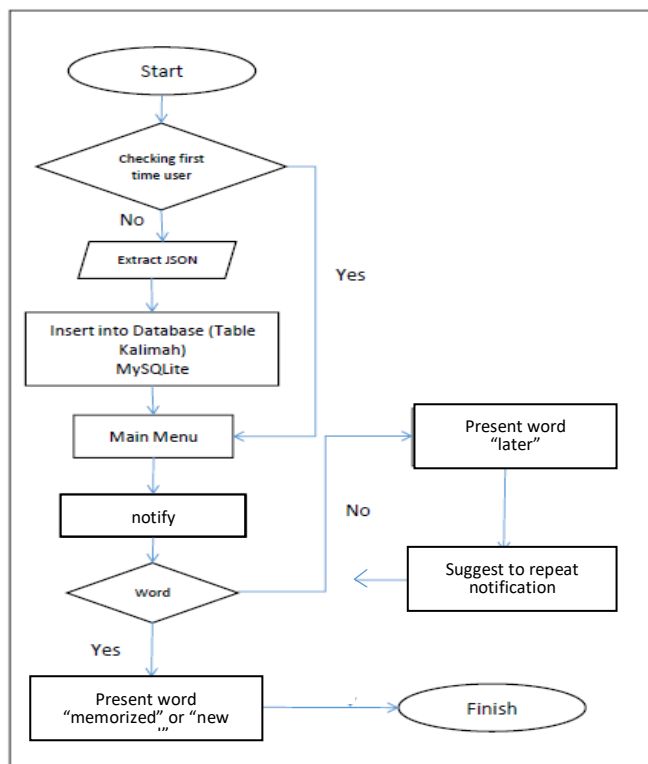 Start
Checking first
time user
No
Extract JSON
Yes
Insert into Database (Table
Kalimah)
MySQLite
Main Menu
Present word
“later”
notify
No
Suggest to repeat
notification
Word
Yes
Present word
“memorized” or “new
Finish